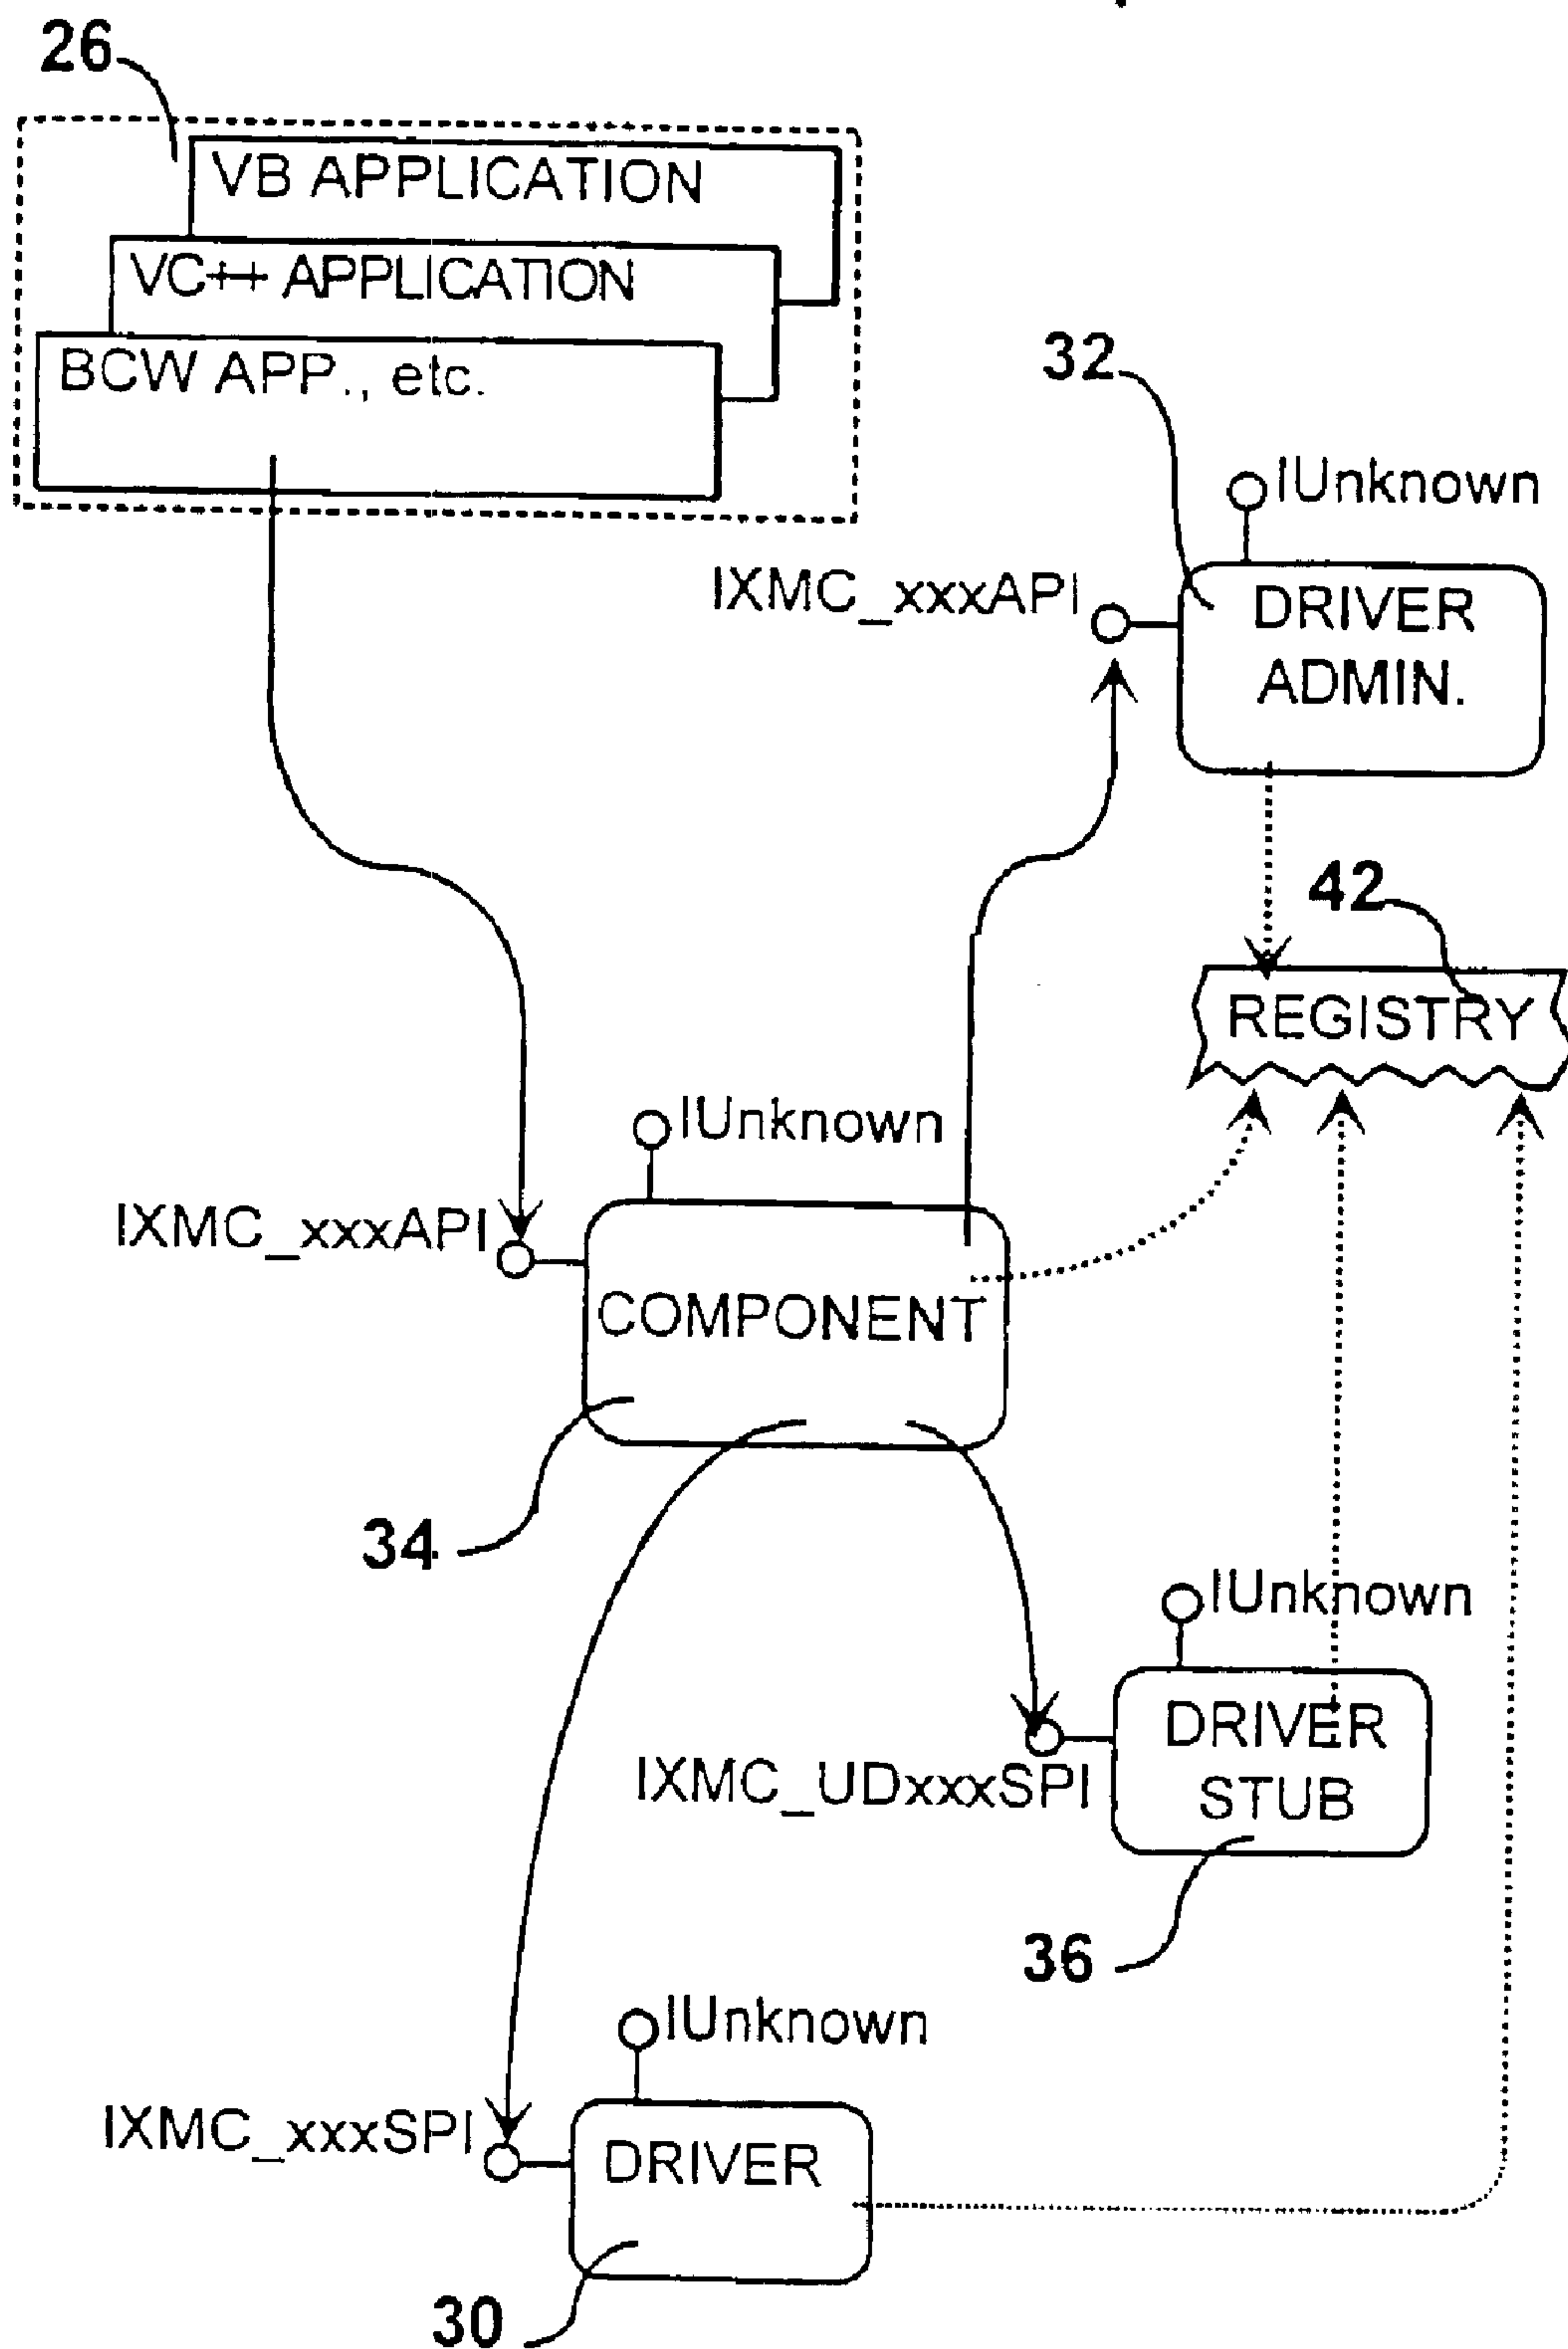 26
VB APPLICATION
VC++ APPLICATION
BCW APP., etc.
32
IUnknown
IXMC_xxxAPI
DRIVER
ADMIN.
42
REGISTRY
IUnknown
IXMC_xxxAPI
COMPONENT
34
IUnknown
DRIVER
STUB
IXMC_UDxxxSPI
36
IUnknown
IXMC_xxxSPI
DRIVER
30